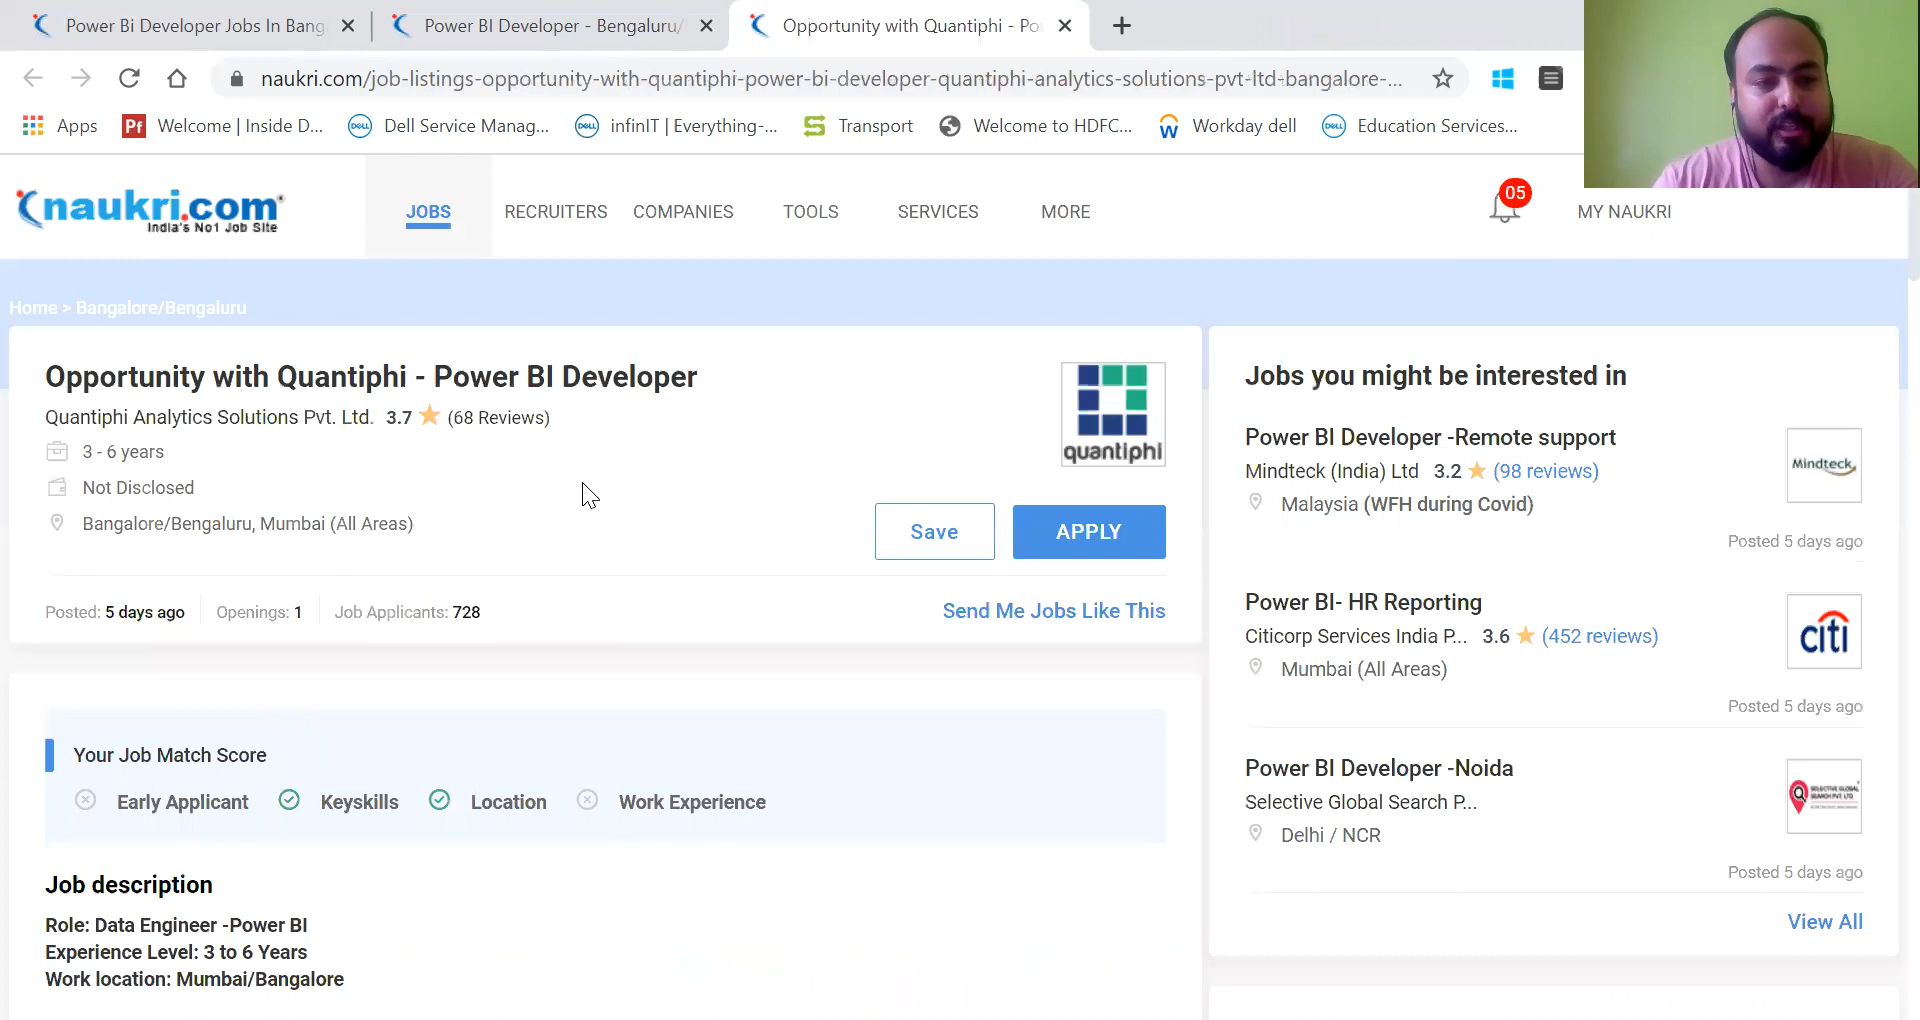 Power Bi Developer Jobs In Bang
Power BI Developer - Bengaluru/
Opportunity with Quantiphi - Po
naukri.com/job-listings-opportunity-with-quantiphi-power-bi-developer-quantiphi-analytics-solutions-pvt-ltd-bangalore-...
Apps
Pf Welcome | Inside D...
DELL Dell Service Manag...
DELL infinIT | Everything-...
Transport
Welcome to HDFC...
Workday dell
DELL Education Services...
naukri.com
India's No1 Job Site
JOBS
RECRUITERS
COMPANIES
TOOLS
SERVICES
MORE
05
MY NAUKRI
Home > Bangalore/Bengaluru
Opportunity with Quantiphi - Power BI Developer
Quantiphi Analytics Solutions Pvt. Ltd. 3.7 (68 Reviews)
3 - 6 years
Not Disclosed
Bangalore/Bengaluru, Mumbai (All Areas)
quantiphi
Save
APPLY
Posted: 5 days ago
Openings: 1
Job Applicants: 728
Send Me Jobs Like This
Your Job Match Score
Early Applicant
Keyskills
Location
Work Experience
Job description
Role: Data Engineer -Power BI
Experience Level: 3 to 6 Years
Work location: Mumbai/Bangalore
Jobs you might be interested in
Power BI Developer -Remote support
Mindteck (India) Ltd 3.2 (98 reviews)
Malaysia (WFH during Covid)
Mindteck
Posted 5 days ago
Power BI- HR Reporting
Citicorp Services India P... 3.6 (452 reviews)
Mumbai (All Areas)
citi
Posted 5 days ago
Power BI Developer -Noida
Selective Global Search P...
Delhi / NCR
SELECTIVE GLOBAL
SEARCH PVT. LTD.
Posted 5 days ago
View All